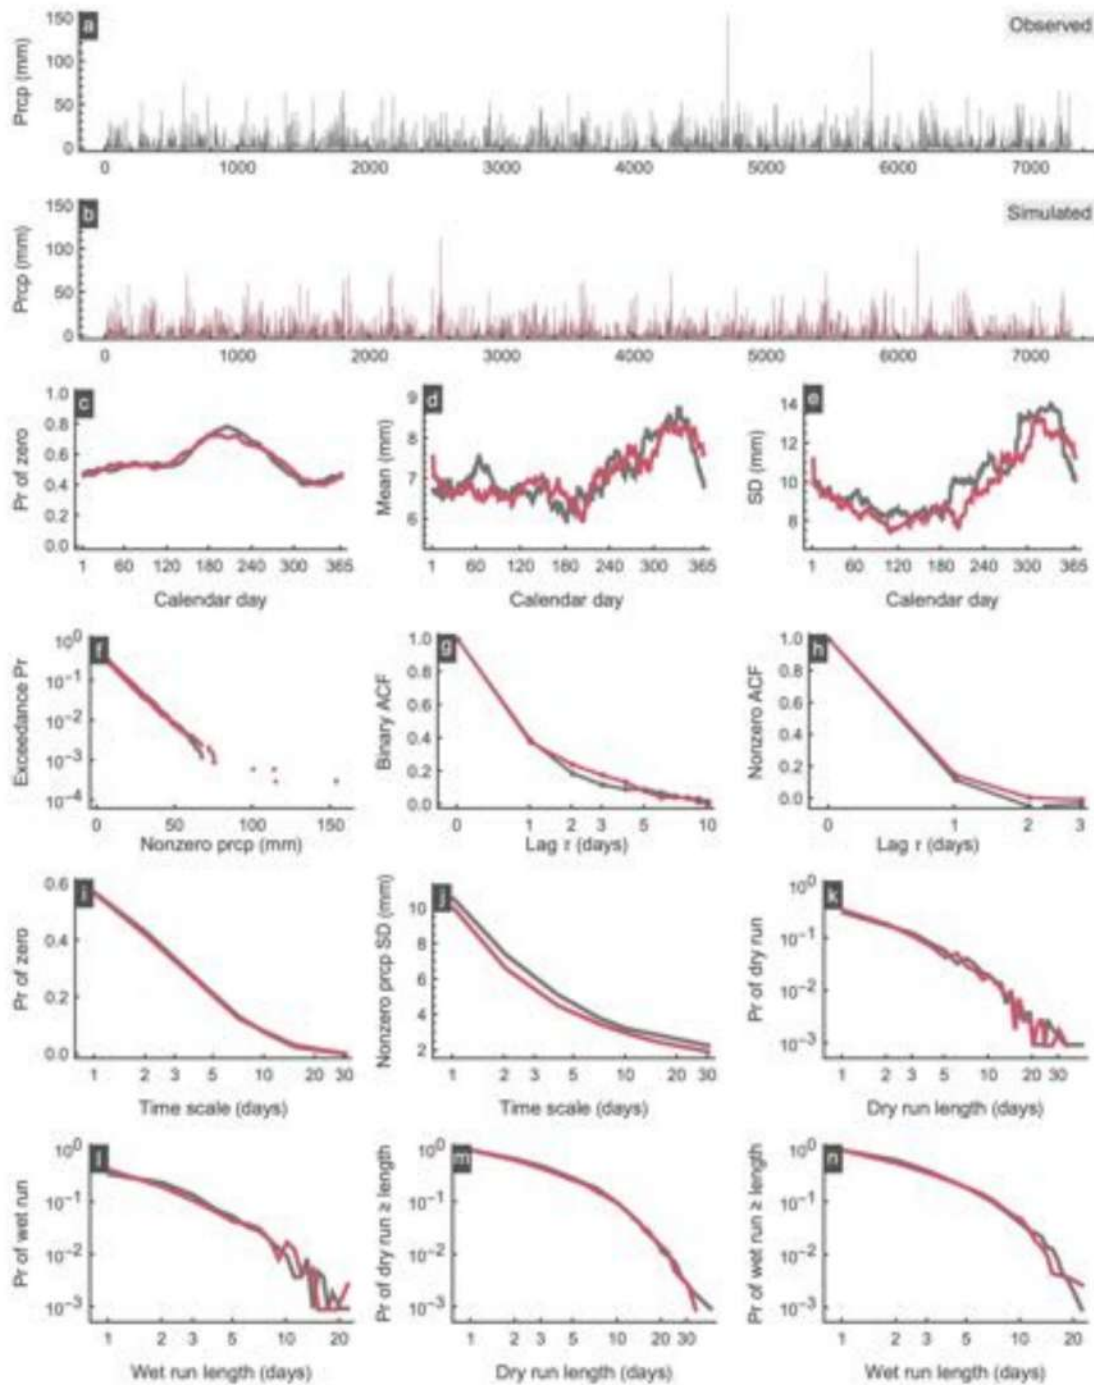 a
Observed
Prcp (mm)
150
100
50
0
0 1000 2000 3000 4000 5000 6000 7000
b
Simulated
Prcp (mm)
150
100
50
0
0 1000 2000 3000 4000 5000 6000 7000
c
Pr of zero
1.0
0.8
0.6
0.4
0.2
0.0
1 60 120 180 240 300 365
Calendar day
d
Mean (mm)
9
8
7
6
1 60 120 180 240 300 365
Calendar day
e
SD (mm)
14
12
10
8
1 60 120 180 240 300 365
Calendar day
f
Exceedance Pr
10^0
10^-1
10^-2
10^-3
10^-4
0 50 100 150
Nonzero prcp (mm)
g
Binary ACF
1.0
0.8
0.6
0.4
0.2
0.0
0 1 2 3 5 10
Lag τ (days)
h
Nonzero ACF
1.0
0.8
0.6
0.4
0.2
0.0
0 1 2 3
Lag τ (days)
i
Pr of zero
0.6
0.4
0.2
0.0
1 2 3 5 10 20 30
Time scale (days)
j
Nonzero prcp SD (mm)
10
8
6
4
2
1 2 3 5 10 20 30
Time scale (days)
k
Pr of dry run
10^0
10^-1
10^-2
10^-3
1 2 3 5 10 20 30
Dry run length (days)
l
Pr of wet run
10^0
10^-1
10^-2
10^-3
1 2 3 5 10 20
Wet run length (days)
m
Pr of dry run ≥ length
10^0
10^-1
10^-2
10^-3
1 2 3 5 10 20 30
Dry run length (days)
n
Pr of wet run ≥ length
10^0
10^-1
10^-2
10^-3
1 2 3 5 10 20
Wet run length (days)